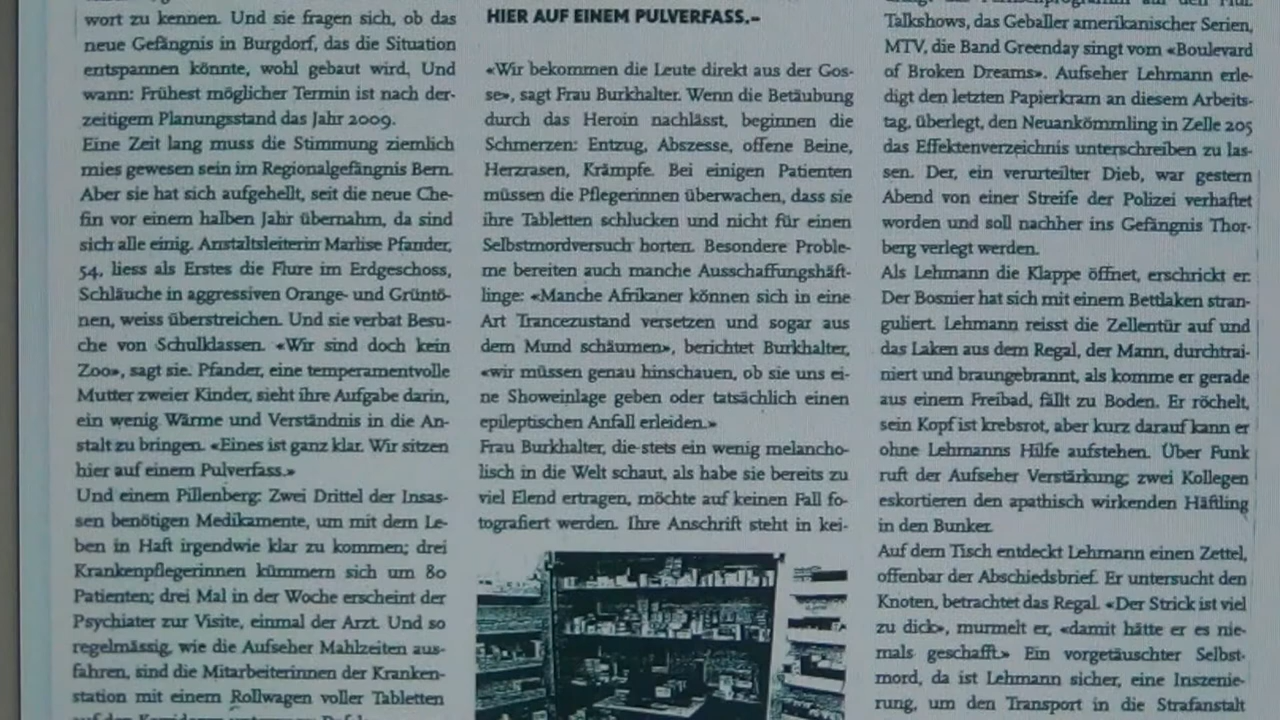 wort zu kennen. Und sie fragen sich, ob das
neue Gefängnis in Burgdorf, das die Situation
entspannen könnte, wohl gebaut wird. Und
wann: Frühest möglicher Termin ist nach der-
zeitigem Planungsstand das Jahr 2009.
Eine Zeit lang muss die Stimmung ziemlich
mies gewesen sein im Regionalgefängnis Bern.
Aber sie hat sich aufgehellt, seit die neue Che-
fin vor einem halben Jahr übernahm, da sind
sich alle einig. Anstaltsleiterin Marlise Pfander,
54, liess als Erstes die Flure im Erdgeschoss,
Schläuche in aggressiven Orange- und Grüntö-
nen, weiss überstreichen. Und sie verbat Besu-
che von Schulklassen. «Wir sind doch kein
Zoo», sagt sie. Pfander, eine temperamentvolle
Mutter zweier Kinder, sieht ihre Aufgabe darin,
ein wenig Wärme und Verständnis in die An-
stalt zu bringen. «Eines ist ganz klar. Wir sitzen
hier auf einem Pulverfass.»
Und einem Pillenberg: Zwei Drittel der Insas-
sen benötigen Medikamente, um mit dem Le-
ben in Haft irgendwie klar zu kommen; drei
Krankenpflegerinnen kümmern sich um 80
Patienten; drei Mal in der Woche erscheint der
Psychiater zur Visite, einmal der Arzt. Und so
regelmässig, wie die Aufseher Mahlzeiten aus-
fahren, sind die Mitarbeiterinnen der Kranken-
station mit einem Rollwagen voller Tabletten
HIER AUF EINEM PULVERFASS.–
«Wir bekommen die Leute direkt aus der Gos-
se», sagt Frau Burkhalter. Wenn die Betäubung
durch das Heroin nachlässt, beginnen die
Schmerzen: Entzug, Abszesse, offene Beine,
Herzrasen, Krämpfe. Bei einigen Patienten
müssen die Pflegerinnen überwachen, dass sie
ihre Tabletten schlucken und nicht für einen
Selbstmordversuch horten. Besondere Proble-
me bereiten auch manche Ausschaffungshäft-
linge: «Manche Afrikaner können sich in eine
Art Trancezustand versetzen und sogar aus
dem Mund schäumen», berichtet Burkhalter,
«wir müssen genau hinschauen, ob sie uns ei-
ne Showeinlage geben oder tatsächlich einen
epileptischen Anfall erleiden.»
Frau Burkhalter, die stets ein wenig melancho-
lisch in die Welt schaut, als habe sie bereits zu
viel Elend ertragen, möchte auf keinen Fall fo-
tografiert werden. Ihre Anschrift steht in kei-
Talkshows, das Geballer amerikanischer Serien,
MTV, die Band Greenday singt vom «Boulevard
of Broken Dreams». Aufseher Lehmann erle-
digt den letzten Papierkram an diesem Arbeits-
tag, überlegt, den Neuankömmling in Zelle 205
das Effektenverzeichnis unterschreiben zu las-
sen. Der, ein verurteilter Dieb, war gestern
Abend von einer Streife der Polizei verhaftet
worden und soll nachher ins Gefängnis Thor-
berg verlegt werden.
Als Lehmann die Klappe öffnet, erschrickt er.
Der Bosnier hat sich mit einem Bettlaken stran-
guliert. Lehmann reisst die Zellentür auf und
das Laken aus dem Regal, der Mann, durchtrai-
niert und braungebrannt, als komme er gerade
aus einem Freibad, fällt zu Boden. Er röchelt,
sein Kopf ist krebsrot, aber kurz darauf kann er
ohne Lehmanns Hilfe aufstehen. Über Funk
ruft der Aufseher Verstärkung; zwei Kollegen
eskortieren den apathisch wirkenden Häftling
in den Bunker.
Auf dem Tisch entdeckt Lehmann einen Zettel,
offenbar der Abschiedsbrief. Er untersucht den
Knoten, betrachtet das Regal. «Der Strick ist viel
zu dick», murmelt er, «damit hätte er es nie-
mals geschafft.» Ein vorgetäuschter Selbst-
mord, da ist Lehmann sicher, eine Inszenie-
rung, um den Transport in die Strafanstalt